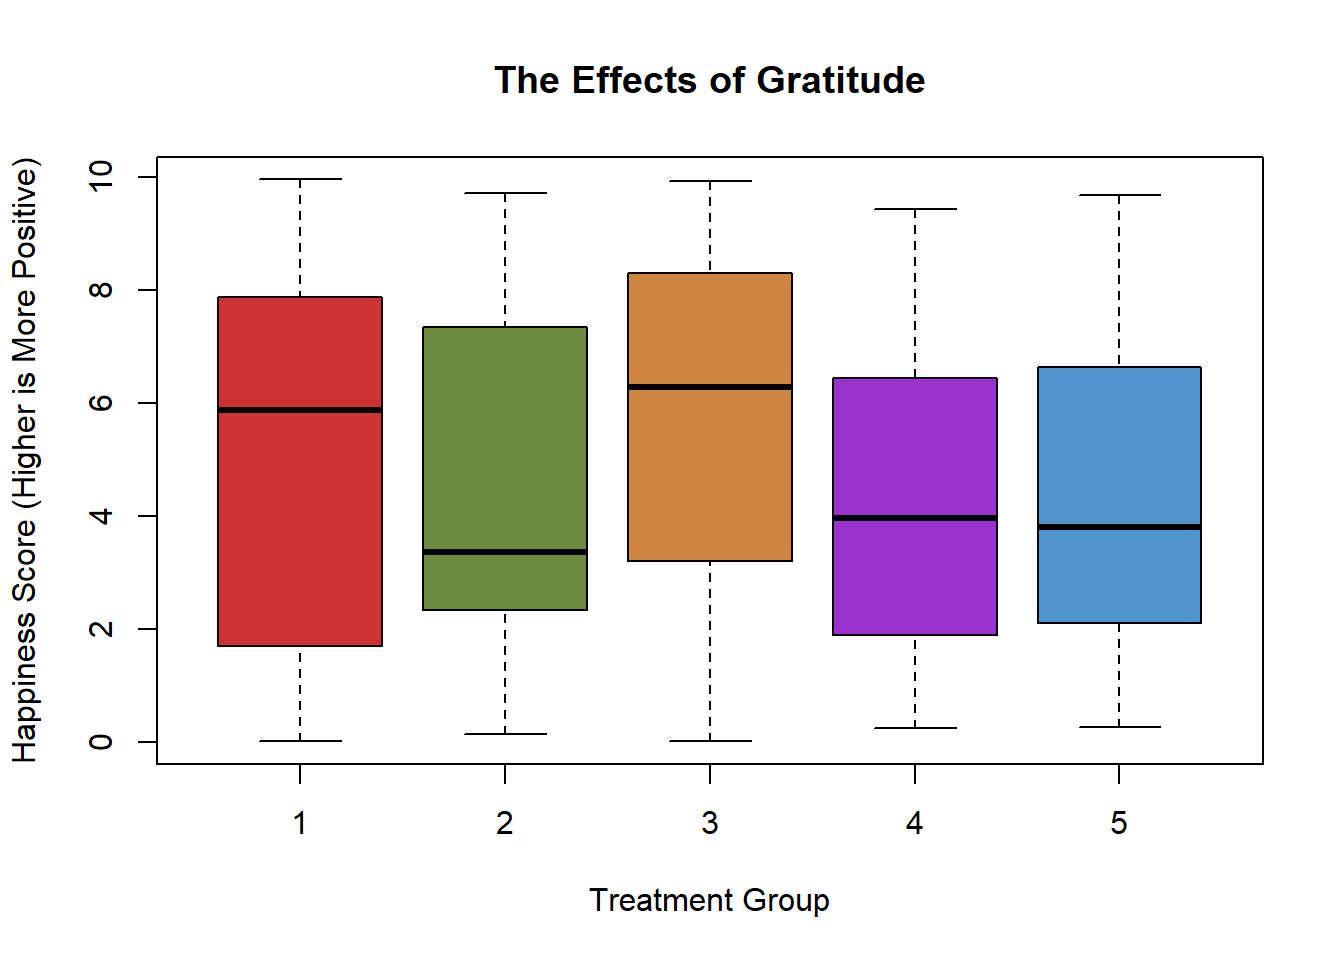 The Effects of Gratitude
Happiness Score (Higher is More Positive)
10
8
6
4
2
0
1 2 3 4 5
Treatment Group